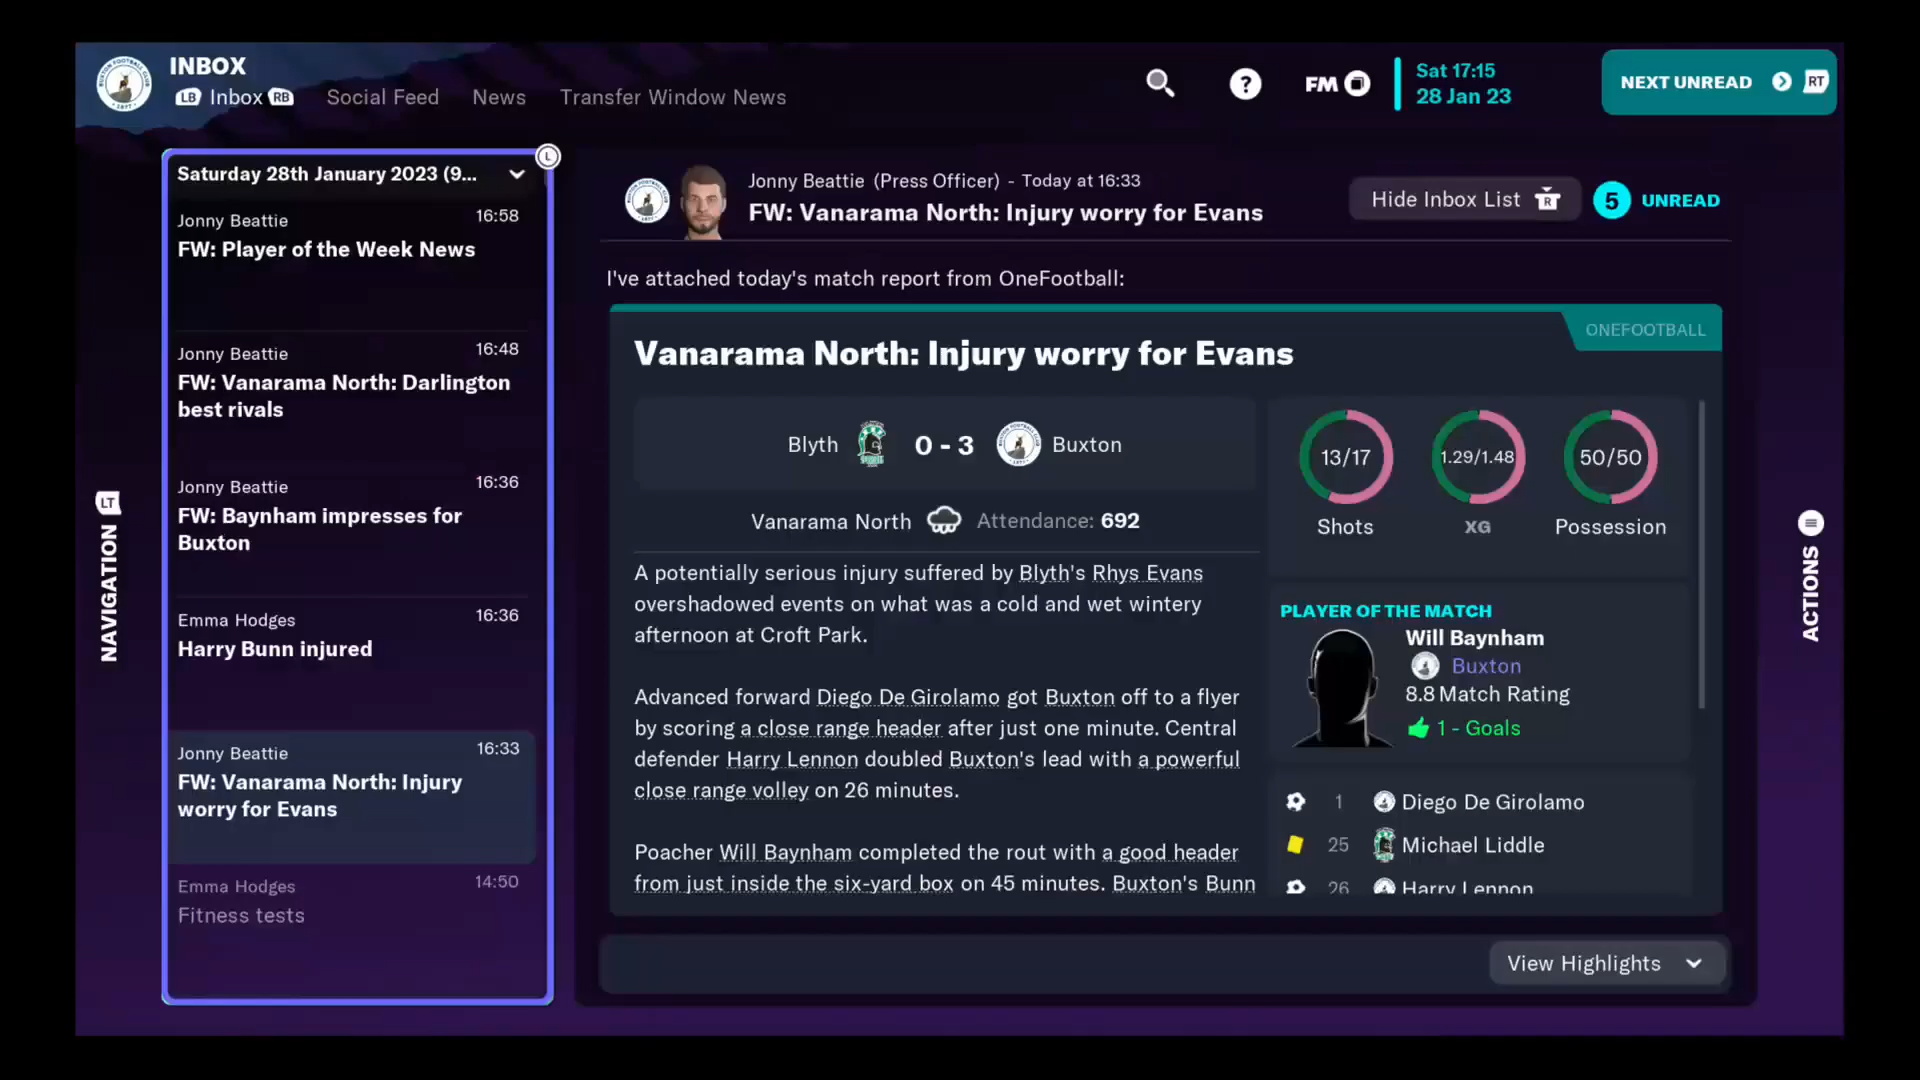 INBOX
LB Inbox RB Social Feed News Transfer Window News
? FM
Sat 17:15
28 Jan 23
NEXT UNREAD RT
L
Saturday 28th January 2023 (9...
Jonny Beattie 16:58
FW: Player of the Week News
Jonny Beattie 16:48
FW: Vanarama North: Darlington
best rivals
Jonny Beattie 16:36
FW: Baynham impresses for
Buxton
Emma Hodges 16:36
Harry Bunn injured
Jonny Beattie 16:33
FW: Vanarama North: Injury
worry for Evans
Emma Hodges 14:50
Fitness tests
LT
NAVIGATION
Jonny Beattie (Press Officer) - Today at 16:33
FW: Vanarama North: Injury worry for Evans
Hide Inbox List R
5 UNREAD
I've attached today's match report from OneFootball:
ONEFOOTBALL
Vanarama North: Injury worry for Evans
Blyth 0 - 3 Buxton
Vanarama North Attendance: 692
A potentially serious injury suffered by Blyth's Rhys Evans
overshadowed events on what was a cold and wet wintery
afternoon at Croft Park.
Advanced forward Diego De Girolamo got Buxton off to a flyer
by scoring a close range header after just one minute. Central
defender Harry Lennon doubled Buxton's lead with a powerful
close range volley on 26 minutes.
Poacher Will Baynham completed the rout with a good header
from just inside the six-yard box on 45 minutes. Buxton's Bunn
13/17 1.29/1.48 50/50
Shots XG Possession
PLAYER OF THE MATCH
Will Baynham
Buxton
8.8 Match Rating
1 - Goals
1 Diego De Girolamo
25 Michael Liddle
26 Harry Lennon
View Highlights
ACTIONS